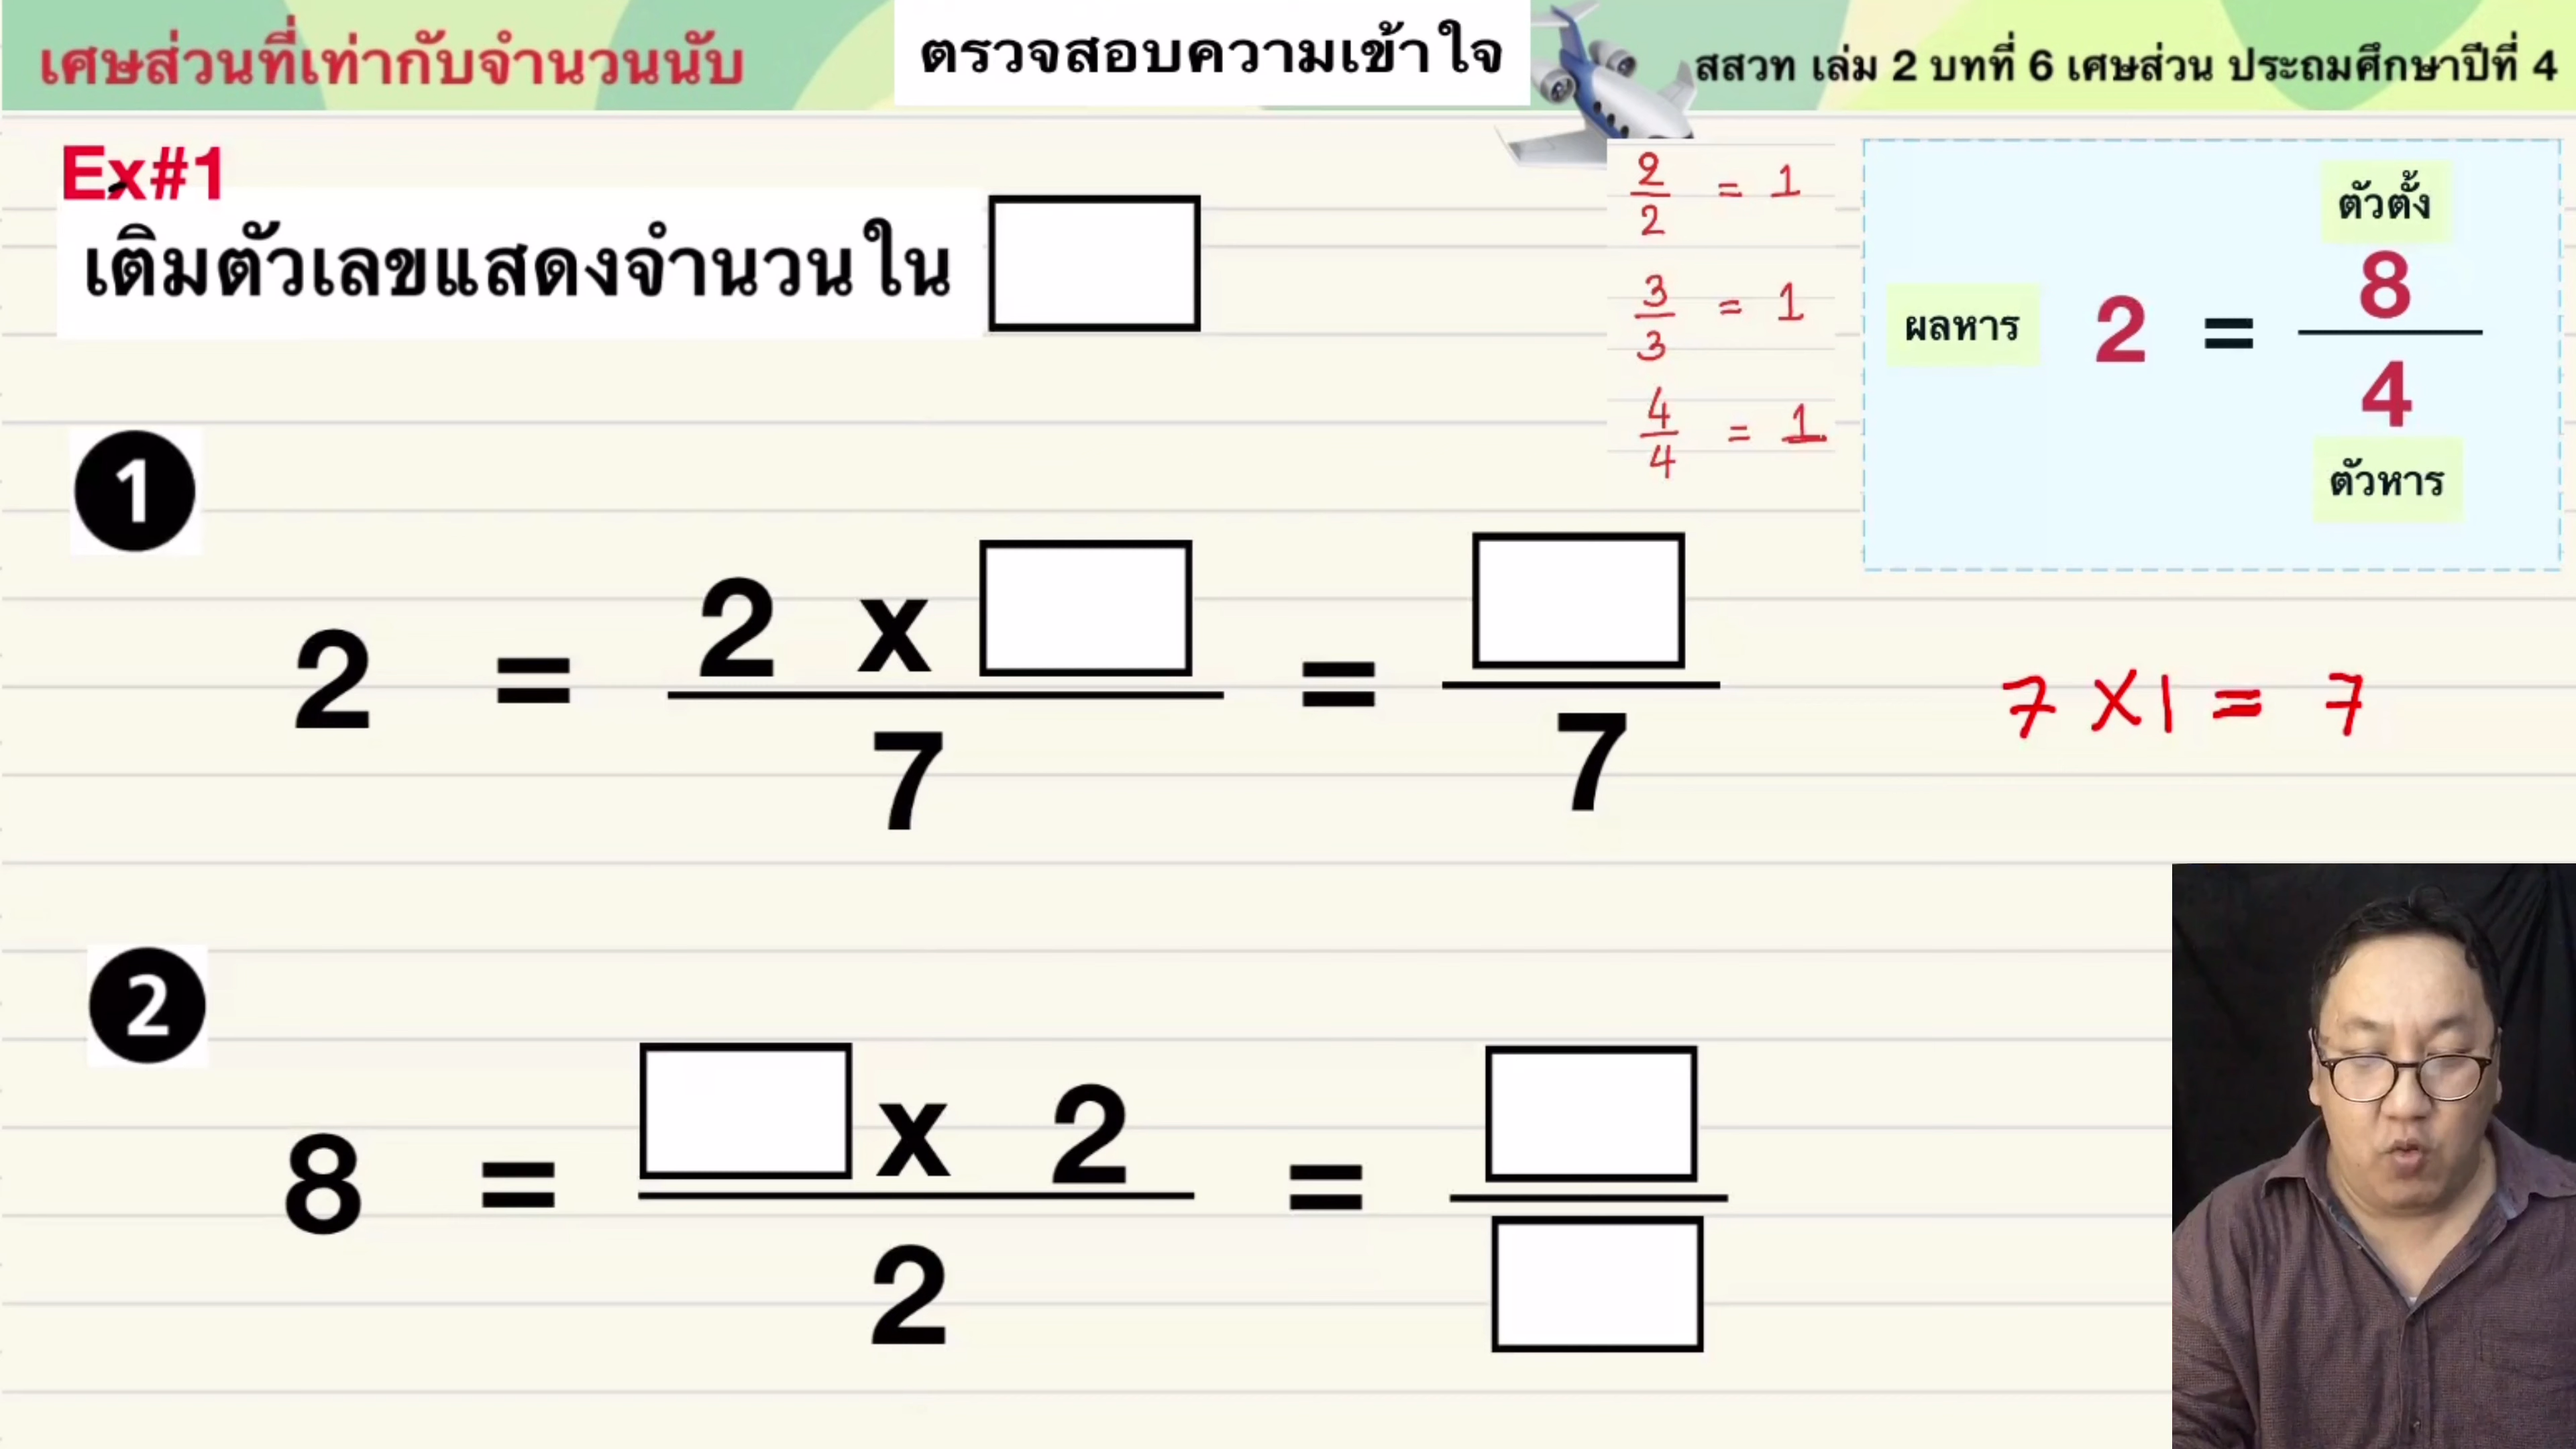 เศษส่วนที่เท่ากับจำนวนนับ
ตรวจสอบความเข้าใจ
สสวท เล่ม 2 บทที่ 6 เศษส่วน ประถมศึกษาปีที่ 4
Ex#1
เติมตัวเลขแสดงจำนวนใน
2/2 = 1
3/3 = 1
4/4 = 1
ตัวตั้ง
ผลหาร 2 = 8/4
ตัวหาร
1
2 = 2 x
7
=
7
7 X 1 = 7
2
8 = x 2
2
=